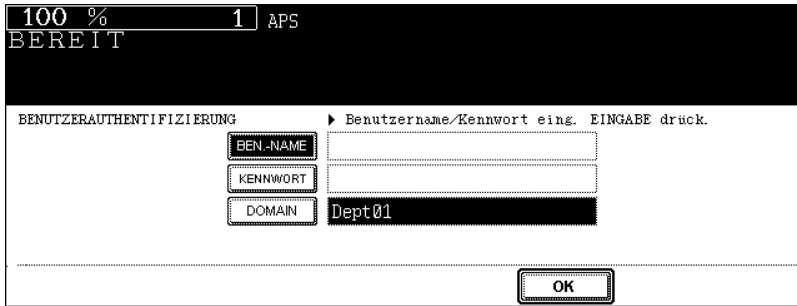 100 % 1 APS
BEREIT
BENUTZERAUTHENTIFIZIERUNG ▶ Benutzername/Kennwort eing. EINGABE drück.
BEN.-NAME
KENNWORT
DOMAIN Dept01
OK